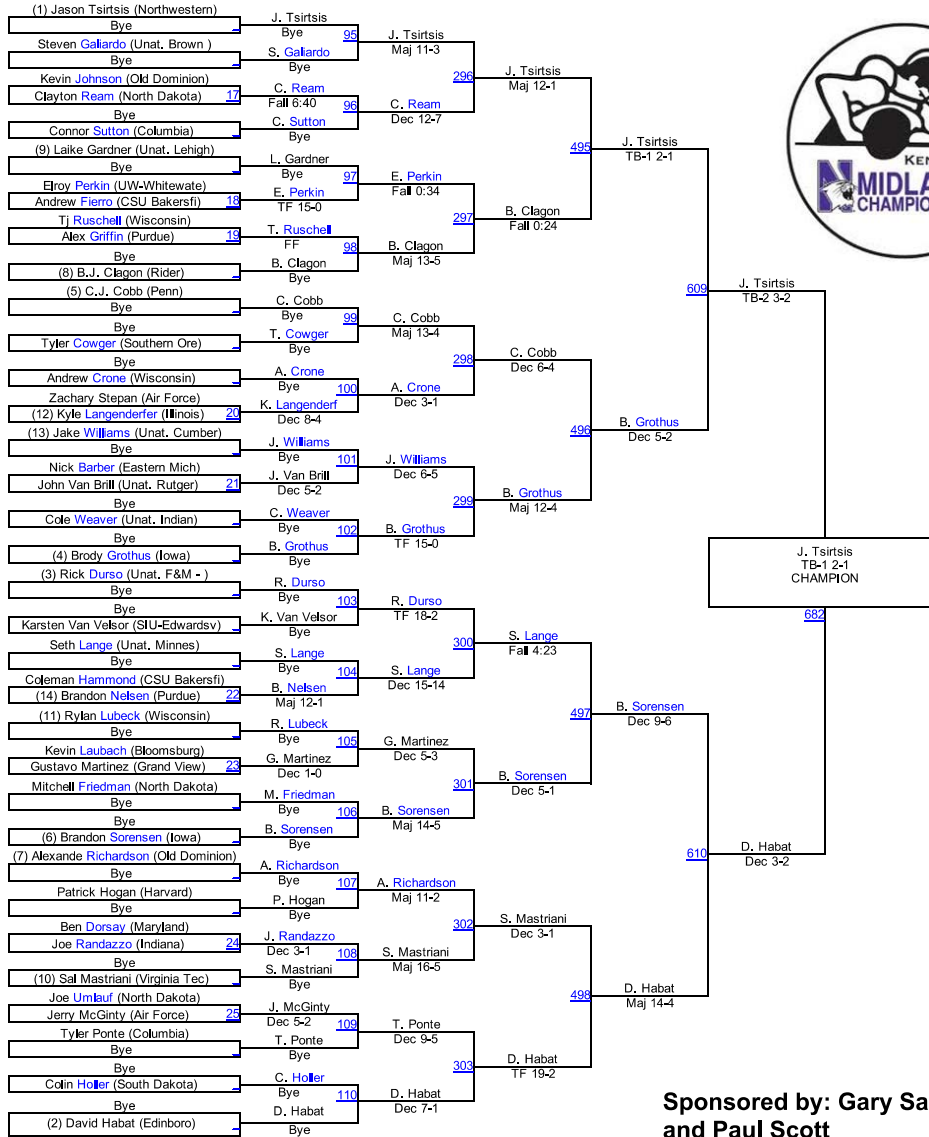 (1) Jason Tsirtsis (Northwestern)
Bye
Steven Galiardo (Unat. Brown )
Bye
Kevin Johnson (Old Dominion)
Clayton Ream (North Dakota) 17
Bye
Connor Sutton (Columbia)
(9) Laike Gardner (Unat. Lehigh)
Bye
Elroy Perkin (UW-Whitewate)
Andrew Fierro (CSU Bakersfi) 18
Tj Ruschell (Wisconsin)
Alex Griffin (Purdue) 19
Bye
(8) B.J. Clagon (Rider)
(5) C.J. Cobb (Penn)
Bye
Bye
Tyler Cowger (Southern Ore)
Bye
Andrew Crone (Wisconsin)
Zachary Stepan (Air Force)
(12) Kyle Langenderfer (Illinois) 20
(13) Jake Williams (Unat. Cumber)
Bye
Nick Barber (Eastern Mich)
John Van Brill (Unat. Rutger) 21
Bye
Cole Weaver (Unat. Indian)
Bye
(4) Brody Grothus (Iowa)
(3) Rick Durso (Unat. F&M - )
Bye
Bye
Karsten Van Velsor (SIU-Edwardsv)
Seth Lange (Unat. Minnes)
Bye
Coleman Hammond (CSU Bakersfi)
(14) Brandon Nelsen (Purdue) 22
(11) Rylan Lubeck (Wisconsin)
Bye
Kevin Laubach (Bloomsburg)
Gustavo Martinez (Grand View) 23
Mitchell Friedman (North Dakota)
Bye
Bye
(6) Brandon Sorensen (Iowa)
(7) Alexande Richardson (Old Dominion)
Bye
Patrick Hogan (Harvard)
Bye
Ben Dorsay (Maryland)
Joe Randazzo (Indiana) 24
Bye
(10) Sal Mastriani (Virginia Tec)
Joe Umlauf (North Dakota)
Jerry McGinty (Air Force) 25
Tyler Ponte (Columbia)
Bye
Bye
Colin Holler (South Dakota)
Bye
(2) David Habat (Edinboro)
J. Tsirtsis
Bye 95
S. Galiardo
Bye
C. Ream
Fall 6:40 96
C. Sutton
Bye
L. Gardner
Bye 97
E. Perkin
TF 15-0
T. Ruschell
FF 98
B. Clagon
Bye
C. Cobb
Bye 99
T. Cowger
Bye
A. Crone
Bye 100
K. Langenderf
Dec 8-4
J. Williams
Bye 101
J. Van Brill
Dec 5-2
C. Weaver
Bye 102
B. Grothus
Bye
R. Durso
Bye 103
K. Van Velsor
Bye
S. Lange
Bye 104
B. Nelsen
Maj 12-1
R. Lubeck
Bye 105
G. Martinez
Dec 1-0
M. Friedman
Bye 106
B. Sorensen
Bye
A. Richardson
Bye 107
P. Hogan
Bye
J. Randazzo
Dec 3-1 108
S. Mastriani
Bye
J. McGinty
Dec 5-2 109
T. Ponte
Bye
C. Holler
Bye 110
D. Habat
Bye
J. Tsirtsis
Maj 11-3
296
C. Ream
Dec 12-7
E. Perkin
Fall 0:34
297
B. Clagon
Maj 13-5
C. Cobb
Maj 13-4
298
A. Crone
Dec 3-1
J. Williams
Dec 6-5
299
B. Grothus
TF 15-0
R. Durso
TF 18-2
300
S. Lange
Dec 15-14
G. Martinez
Dec 5-3
301
B. Sorensen
Maj 14-5
A. Richardson
Maj 11-2
302
S. Mastriani
Maj 16-5
T. Ponte
Dec 9-5
303
D. Habat
Dec 7-1
J. Tsirtsis
Maj 12-1
495
B. Clagon
Fall 0:24
C. Cobb
Dec 6-4
496
B. Grothus
Maj 12-4
S. Lange
Fall 4:23
497
B. Sorensen
Dec 5-1
S. Mastriani
Dec 3-1
498
D. Habat
TF 19-2
J. Tsirtsis
TB-1 2-1
609
B. Grothus
Dec 5-2
B. Sorensen
Dec 9-6
610
D. Habat
Maj 14-4
J. Tsirtsis
TB-2 3-2
D. Habat
Dec 3-2
J. Tsirtsis
TB-1 2-1
CHAMPION
682
KEN
N MIDLA
CHAMPIO
Sponsored by: Gary Sa
and Paul Scott